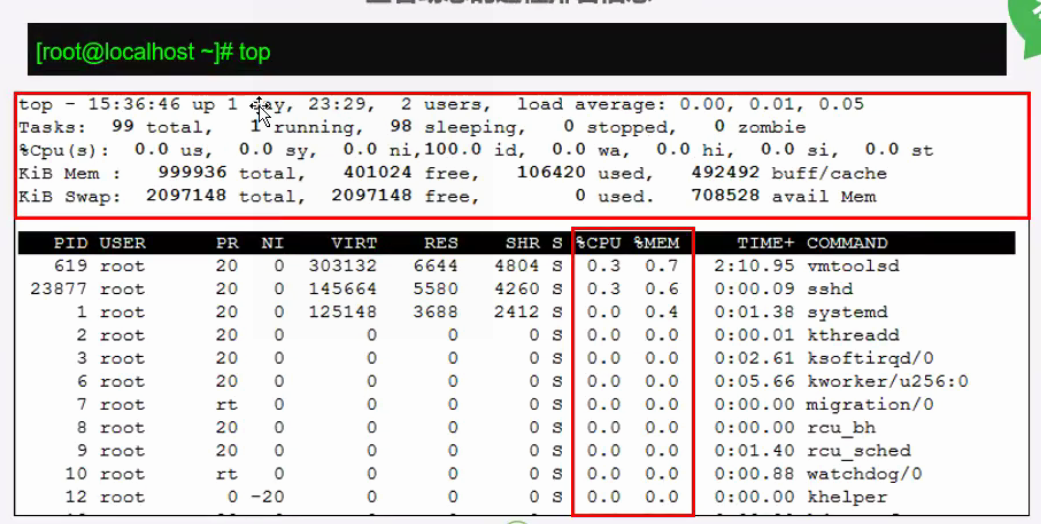 [root@localhost ~]# top
top - 15:36:46 up 1 day, 23:29, 2 users, load average: 0.00, 0.01, 0.05
Tasks: 99 total, 1 running, 98 sleeping, 0 stopped, 0 zombie
%Cpu(s): 0.0 us, 0.0 sy, 0.0 ni,100.0 id, 0.0 wa, 0.0 hi, 0.0 si, 0.0 st
KiB Mem : 999936 total, 401024 free, 106420 used, 492492 buff/cache
KiB Swap: 2097148 total, 2097148 free, 0 used. 708528 avail Mem
PID USER PR NI VIRT RES SHR S %CPU %MEM TIME+ COMMAND
619 root 20 0 303132 6644 4804 S 0.3 0.7 2:10.95 vmtoolsd
23877 root 20 0 145664 5580 4260 S 0.3 0.6 0:00.09 sshd
1 root 20 0 125148 3688 2412 S 0.0 0.4 0:01.38 systemd
2 root 20 0 0 0 0 S 0.0 0.0 0:00.01 kthreadd
3 root 20 0 0 0 0 S 0.0 0.0 0:02.61 ksoftirqd/0
6 root 20 0 0 0 0 S 0.0 0.0 0:05.66 kworker/u256:0
7 root rt 0 0 0 0 S 0.0 0.0 0:00.00 migration/0
8 root 20 0 0 0 0 S 0.0 0.0 0:00.00 rcu_bh
9 root 20 0 0 0 0 S 0.0 0.0 0:01.40 rcu_sched
10 root rt 0 0 0 0 S 0.0 0.0 0:00.88 watchdog/0
12 root 0 -20 0 0 0 S 0.0 0.0 0:00.00 khelper